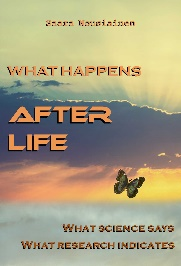 WHAT HAPPENS
AFTER
LIFE
WHAT SCIENCE SAYS
WHAT RESEARCH INDICATES